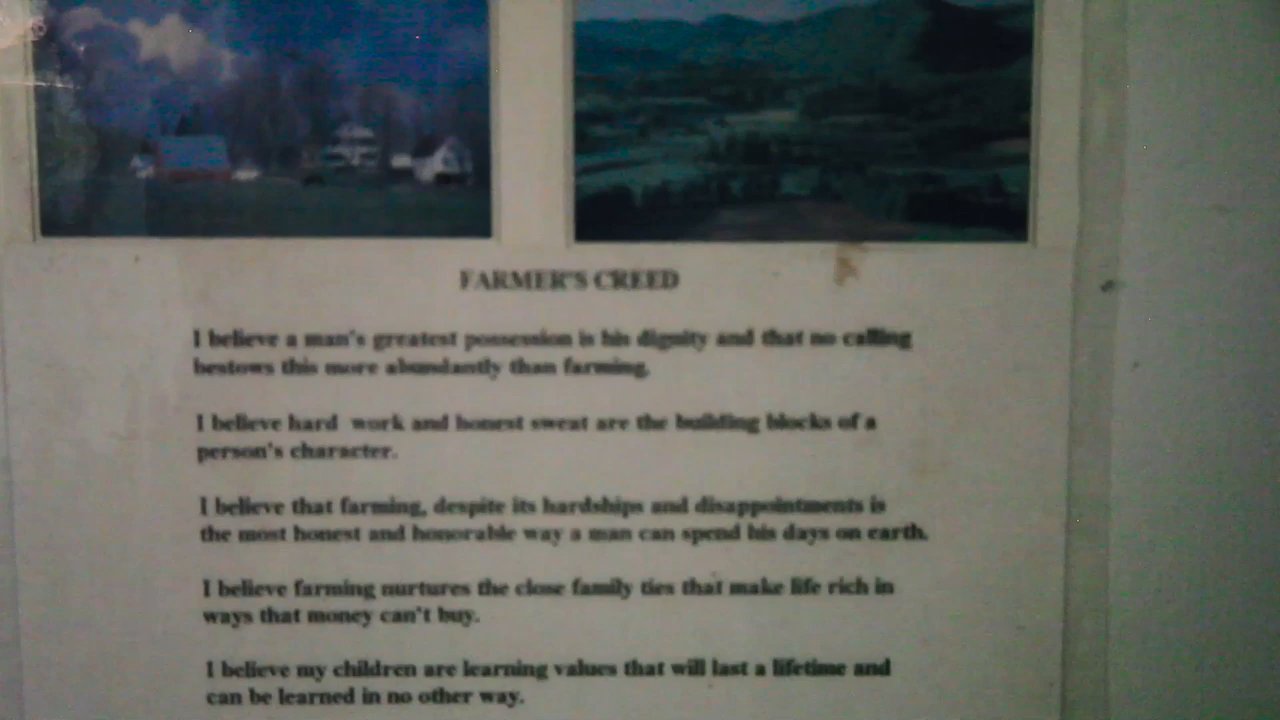 FARMER'S CREED
I believe a man's greatest possession is his dignity and that no calling
bestows this more abundantly than farming.
I believe hard work and honest sweat are the building blocks of a
person's character.
I believe that farming, despite its hardships and disappointments is
the most honest and honorable way a man can spend his days on earth.
I believe farming nurtures the close family ties that make life rich in
ways that money can't buy.
I believe my children are learning values that will last a lifetime and
can be learned in no other way.